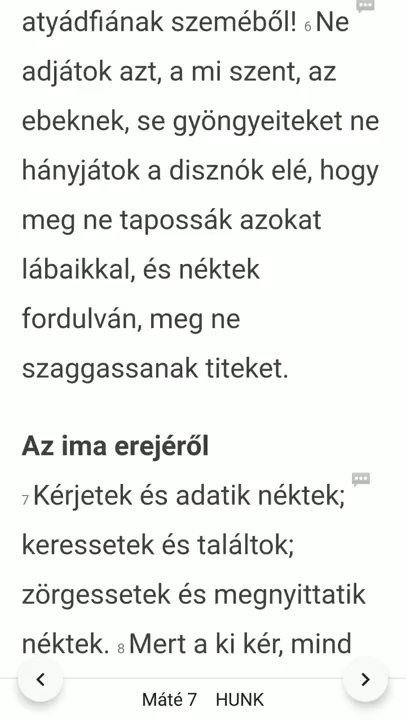 atyádfiának szeméből! 6 Ne
adjátok azt, a mi szent, az
ebeknek, se gyöngyeiteket ne
hányjátok a disznók elé, hogy
meg ne tapossák azokat
lábaikkal, és néktek
fordulván, meg ne
szaggassanak titeket.
Az ima erejéről
7 Kérjetek és adatik néktek;
keressetek és találtok;
zörgessetek és megnyittatik
néktek. 8 Mert a ki kér, mind
Máté 7 HUNK